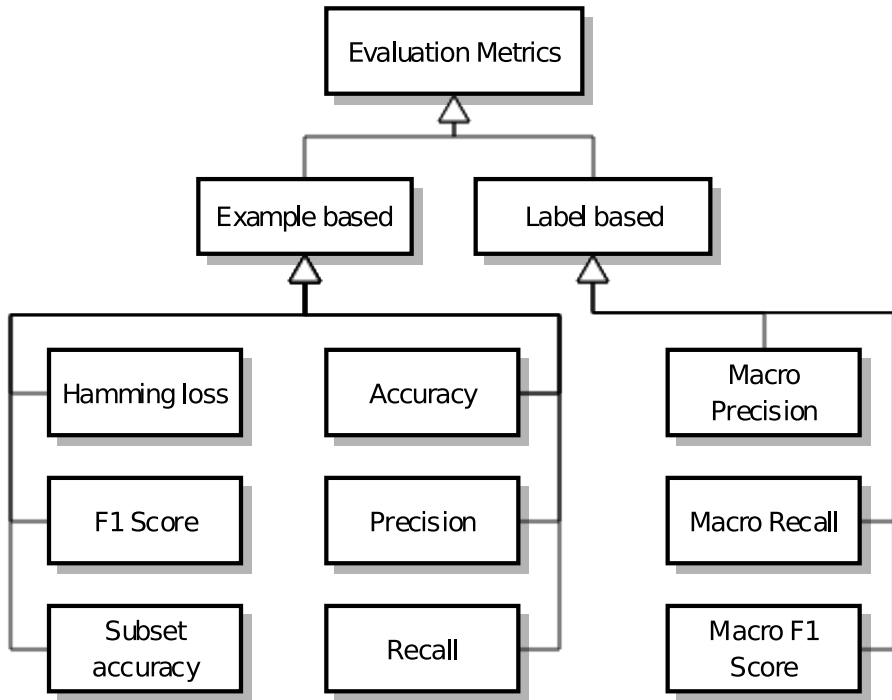 Evaluation Metrics
Example based
Label based
Hamming loss
Accuracy
Macro
Precision
F1 Score
Precision
Macro Recall
Subset
accuracy
Recall
Macro F1
Score